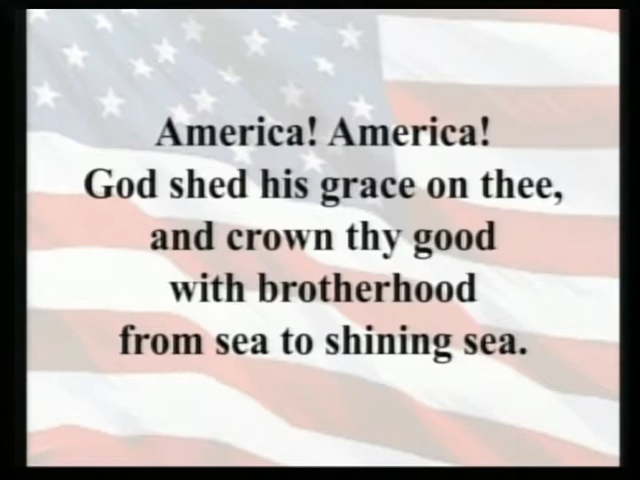 America! America!
God shed his grace on thee,
and crown thy good
with brotherhood
from sea to shining sea.